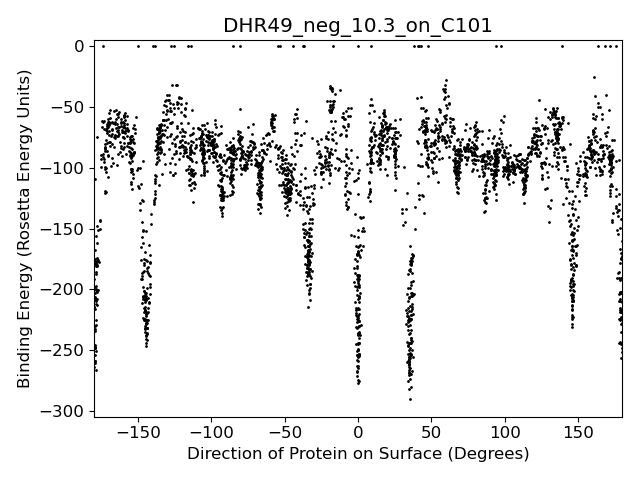 DHR49_neg_10.3_on_C101
0
−50
−100
−150
−200
−250
−300
Binding Energy (Rosetta Energy Units)
−150 −100 −50 0 50 100 150
Direction of Protein on Surface (Degrees)